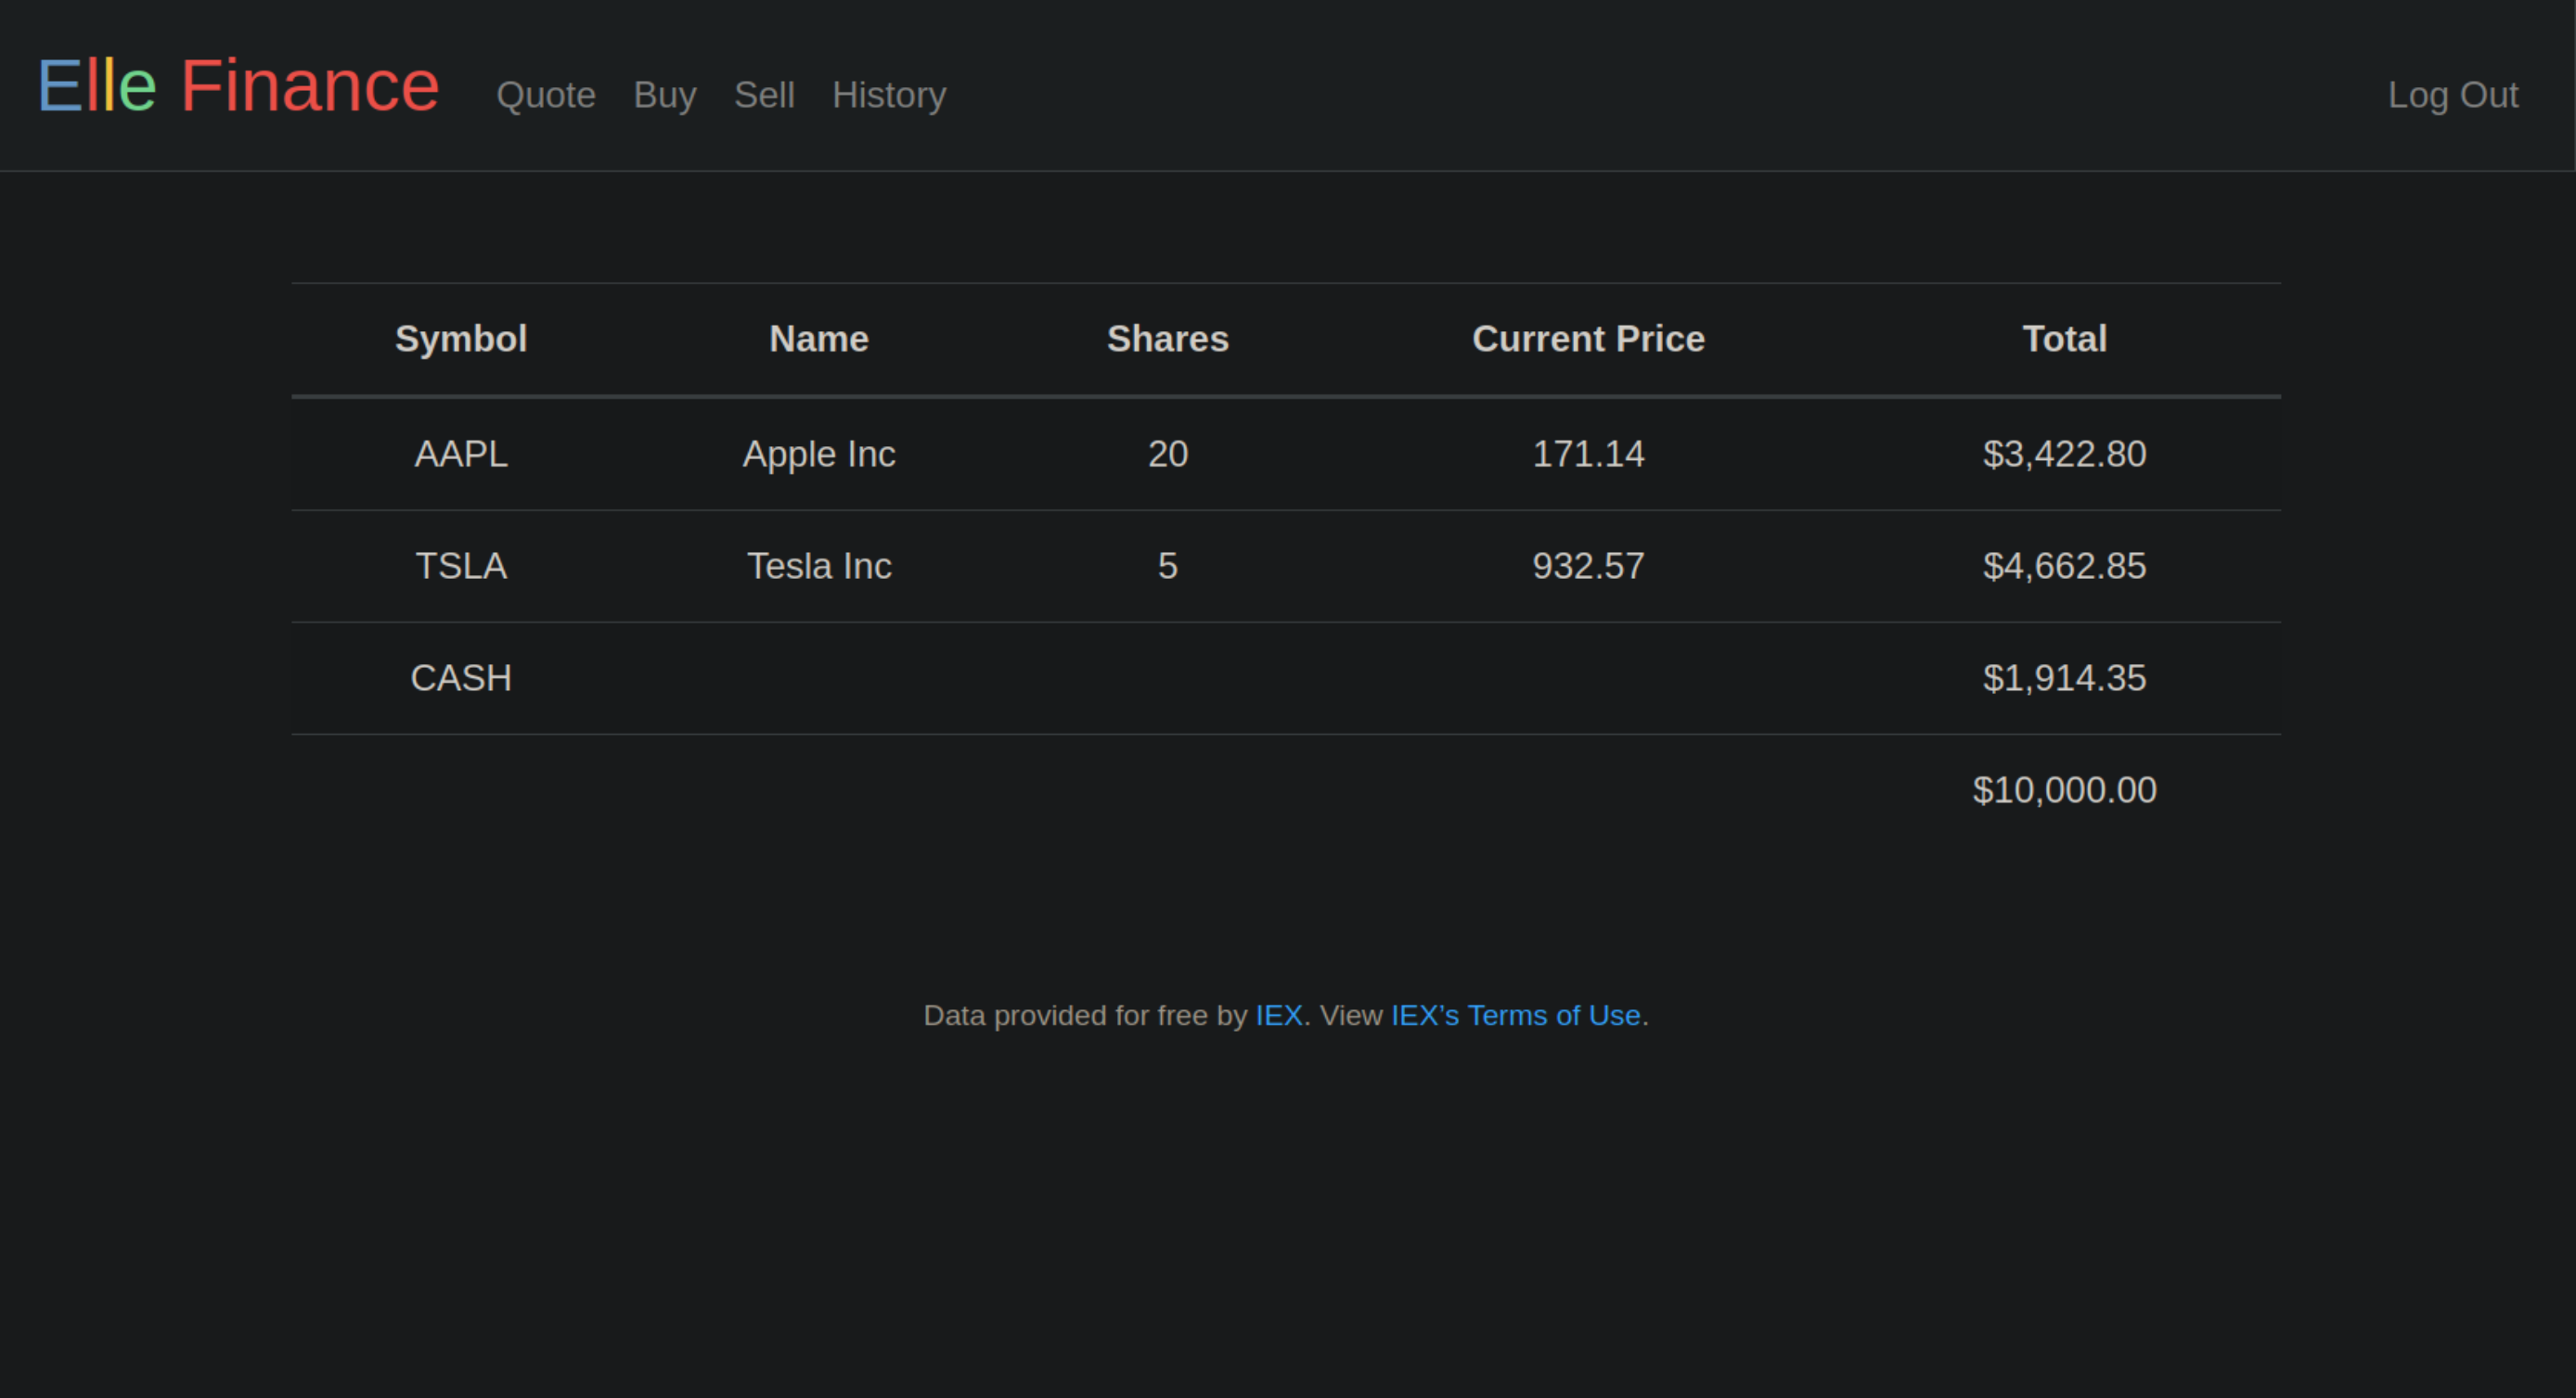 Elle Finance Quote Buy Sell History Log Out
Symbol Name Shares Current Price Total
AAPL Apple Inc 20 171.14 $3,422.80
TSLA Tesla Inc 5 932.57 $4,662.85
CASH $1,914.35
$10,000.00
Data provided for free by IEX. View IEX’s Terms of Use.